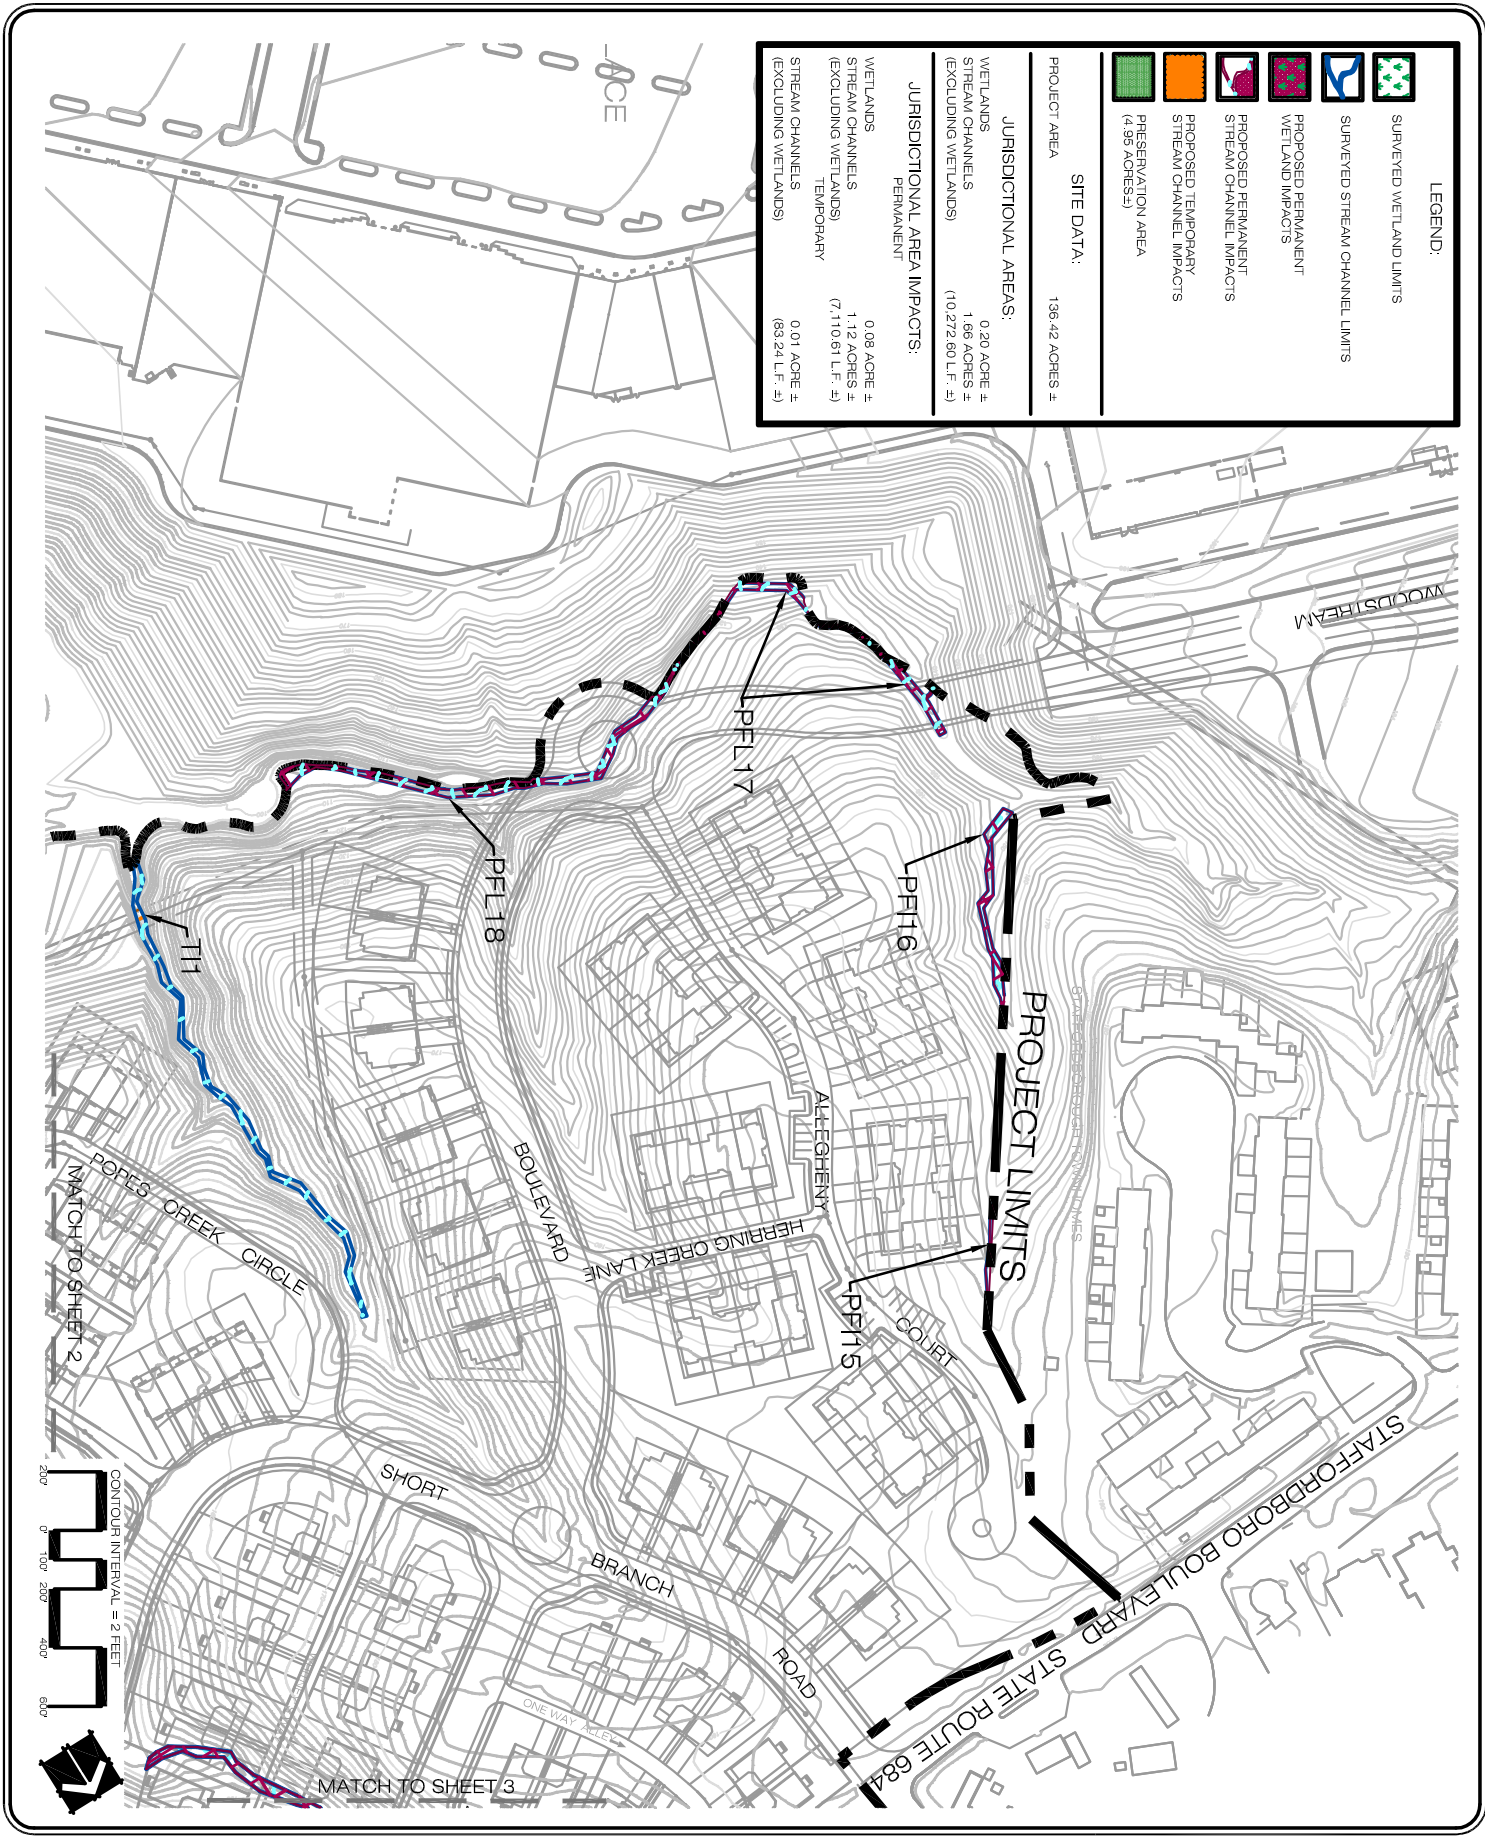 LEGEND:
SURVEYED WETLAND LIMITS
SURVEYED STREAM CHANNEL LIMITS
PROPOSED PERMANENT
WETLAND IMPACTS
PROPOSED PERMANENT
STREAM CHANNEL IMPACTS
PROPOSED TEMPORARY
STREAM CHANNEL IMPACTS
PRESERVATION AREA
(4.95 ACRES±)
SITE DATA:
PROJECT AREA 136.42 ACRES ±
JURISDICTIONAL AREAS:
WETLANDS 0.20 ACRE ±
STREAM CHANNELS 1.66 ACRES ±
(EXCLUDING WETLANDS) (10,272.60 L.F. ±)
JURISDICTIONAL AREA IMPACTS:
PERMANENT
WETLANDS 0.08 ACRE ±
STREAM CHANNELS 1.12 ACRES ±
(EXCLUDING WETLANDS) (7,110.61 L.F. ±)
TEMPORARY
STREAM CHANNELS 0.01 ACRE ±
(EXCLUDING WETLANDS) (83.24 L.F. ±)
LACE
WOODSTREAM
PFL17
PFL18
PFI16
PFI15
TI1
PROJECT LIMITS
STAFFORDBOROUGH TOWNHOMES
ALLEGHENY
COURT
HERRING CREEK LANE
BOULEVARD
POPES CREEK CIRCLE
SHORT
BRANCH
ROAD
ONE WAY ALLEY
STAFFORDBORO BOULEVARD
STATE ROUTE 684
MATCH TO SHEET 2
MATCH TO SHEET 3
CONTOUR INTERVAL = 2 FEET
200' 0' 100' 200' 400' 600'